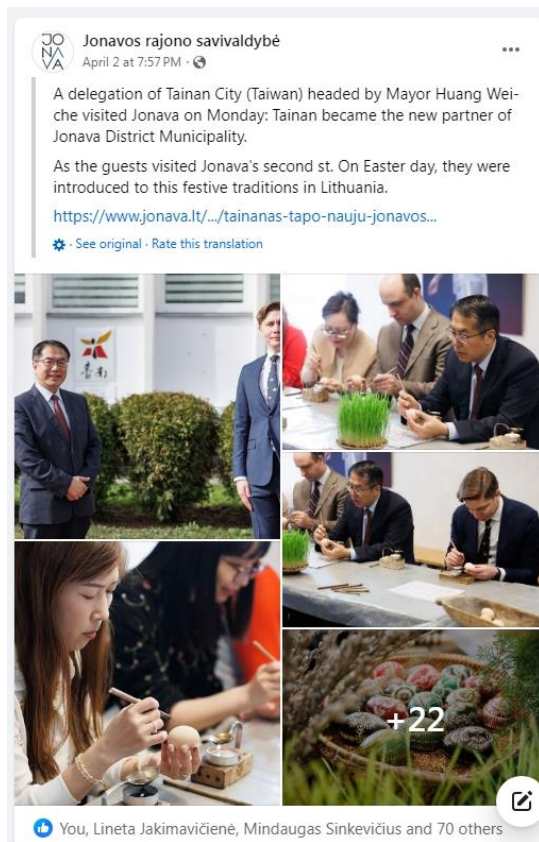 JO
NA
VA
Jonavos rajono savivaldybė
April 2 at 7:57 PM ·
A delegation of Tainan City (Taiwan) headed by Mayor Huang Wei-
che visited Jonava on Monday: Tainan became the new partner of
Jonava District Municipality.
As the guests visited Jonava's second st. On Easter day, they were
introduced to this festive traditions in Lithuania.
https://www.jonava.lt/.../tainanas-tapo-nauju-jonavos...
· See original · Rate this translation
臺南
+22
You, Lineta Jakimavičienė, Mindaugas Sinkevičius and 70 others